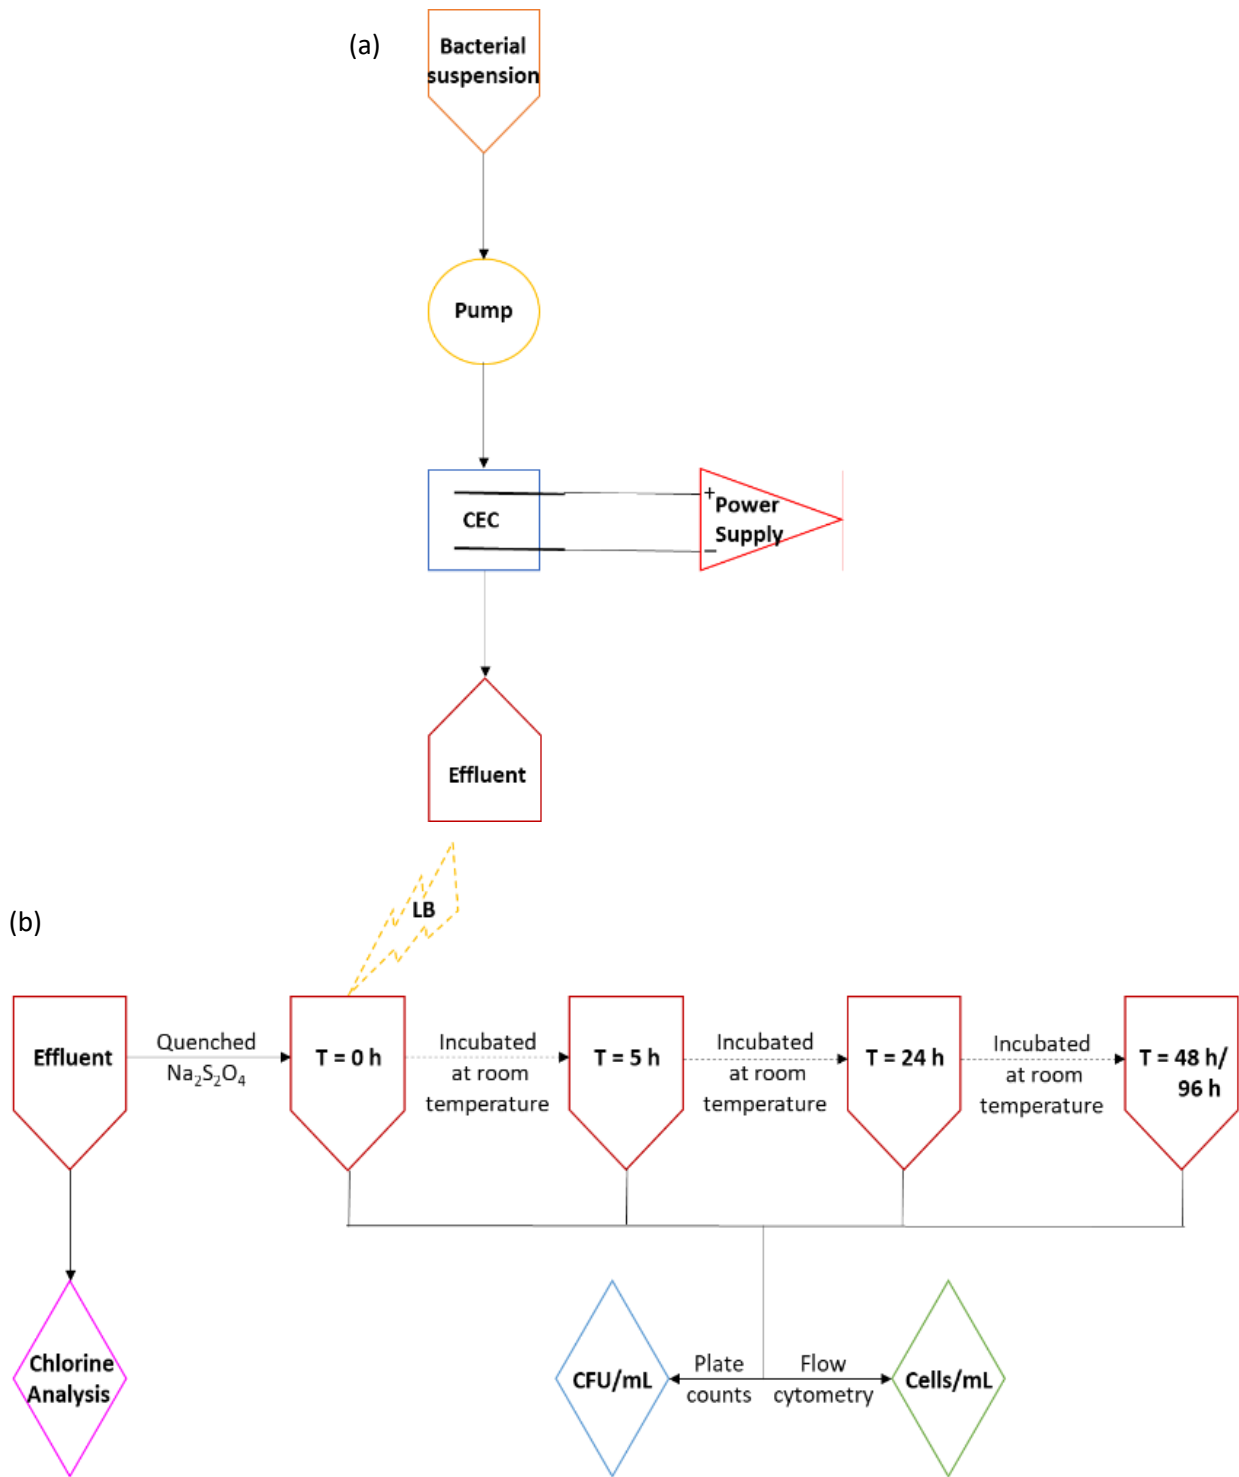 (a)
Bacterial
suspension
Pump
CEC
+
Power
Supply
−
Effluent
LB
(b)
Effluent
Quenched
Na₂S₂O₄
T = 0 h
Incubated
at room
temperature
T = 5 h
Incubated
at room
temperature
T = 24 h
Incubated
at room
temperature
T = 48 h/
96 h
Chlorine
Analysis
CFU/mL
Plate
counts
Flow
cytometry
Cells/mL